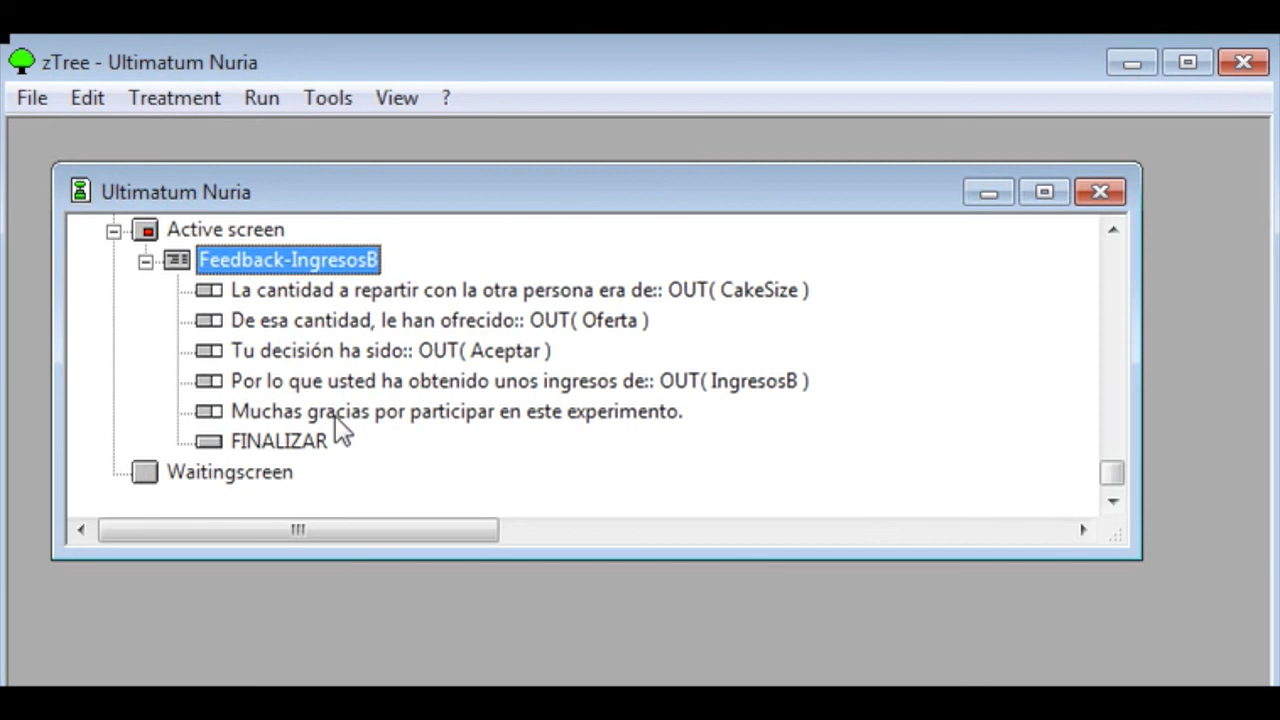 zTree - Ultimatum Nuria
File Edit Treatment Run Tools View ?
Ultimatum Nuria
Active screen
Feedback-IngresosB
La cantidad a repartir con la otra persona era de:: OUT( CakeSize )
De esa cantidad, le han ofrecido:: OUT( Oferta )
Tu decisión ha sido:: OUT( Aceptar )
Por lo que usted ha obtenido unos ingresos de:: OUT( IngresosB )
Muchas gracias por participar en este experimento.
FINALIZAR
Waitingscreen